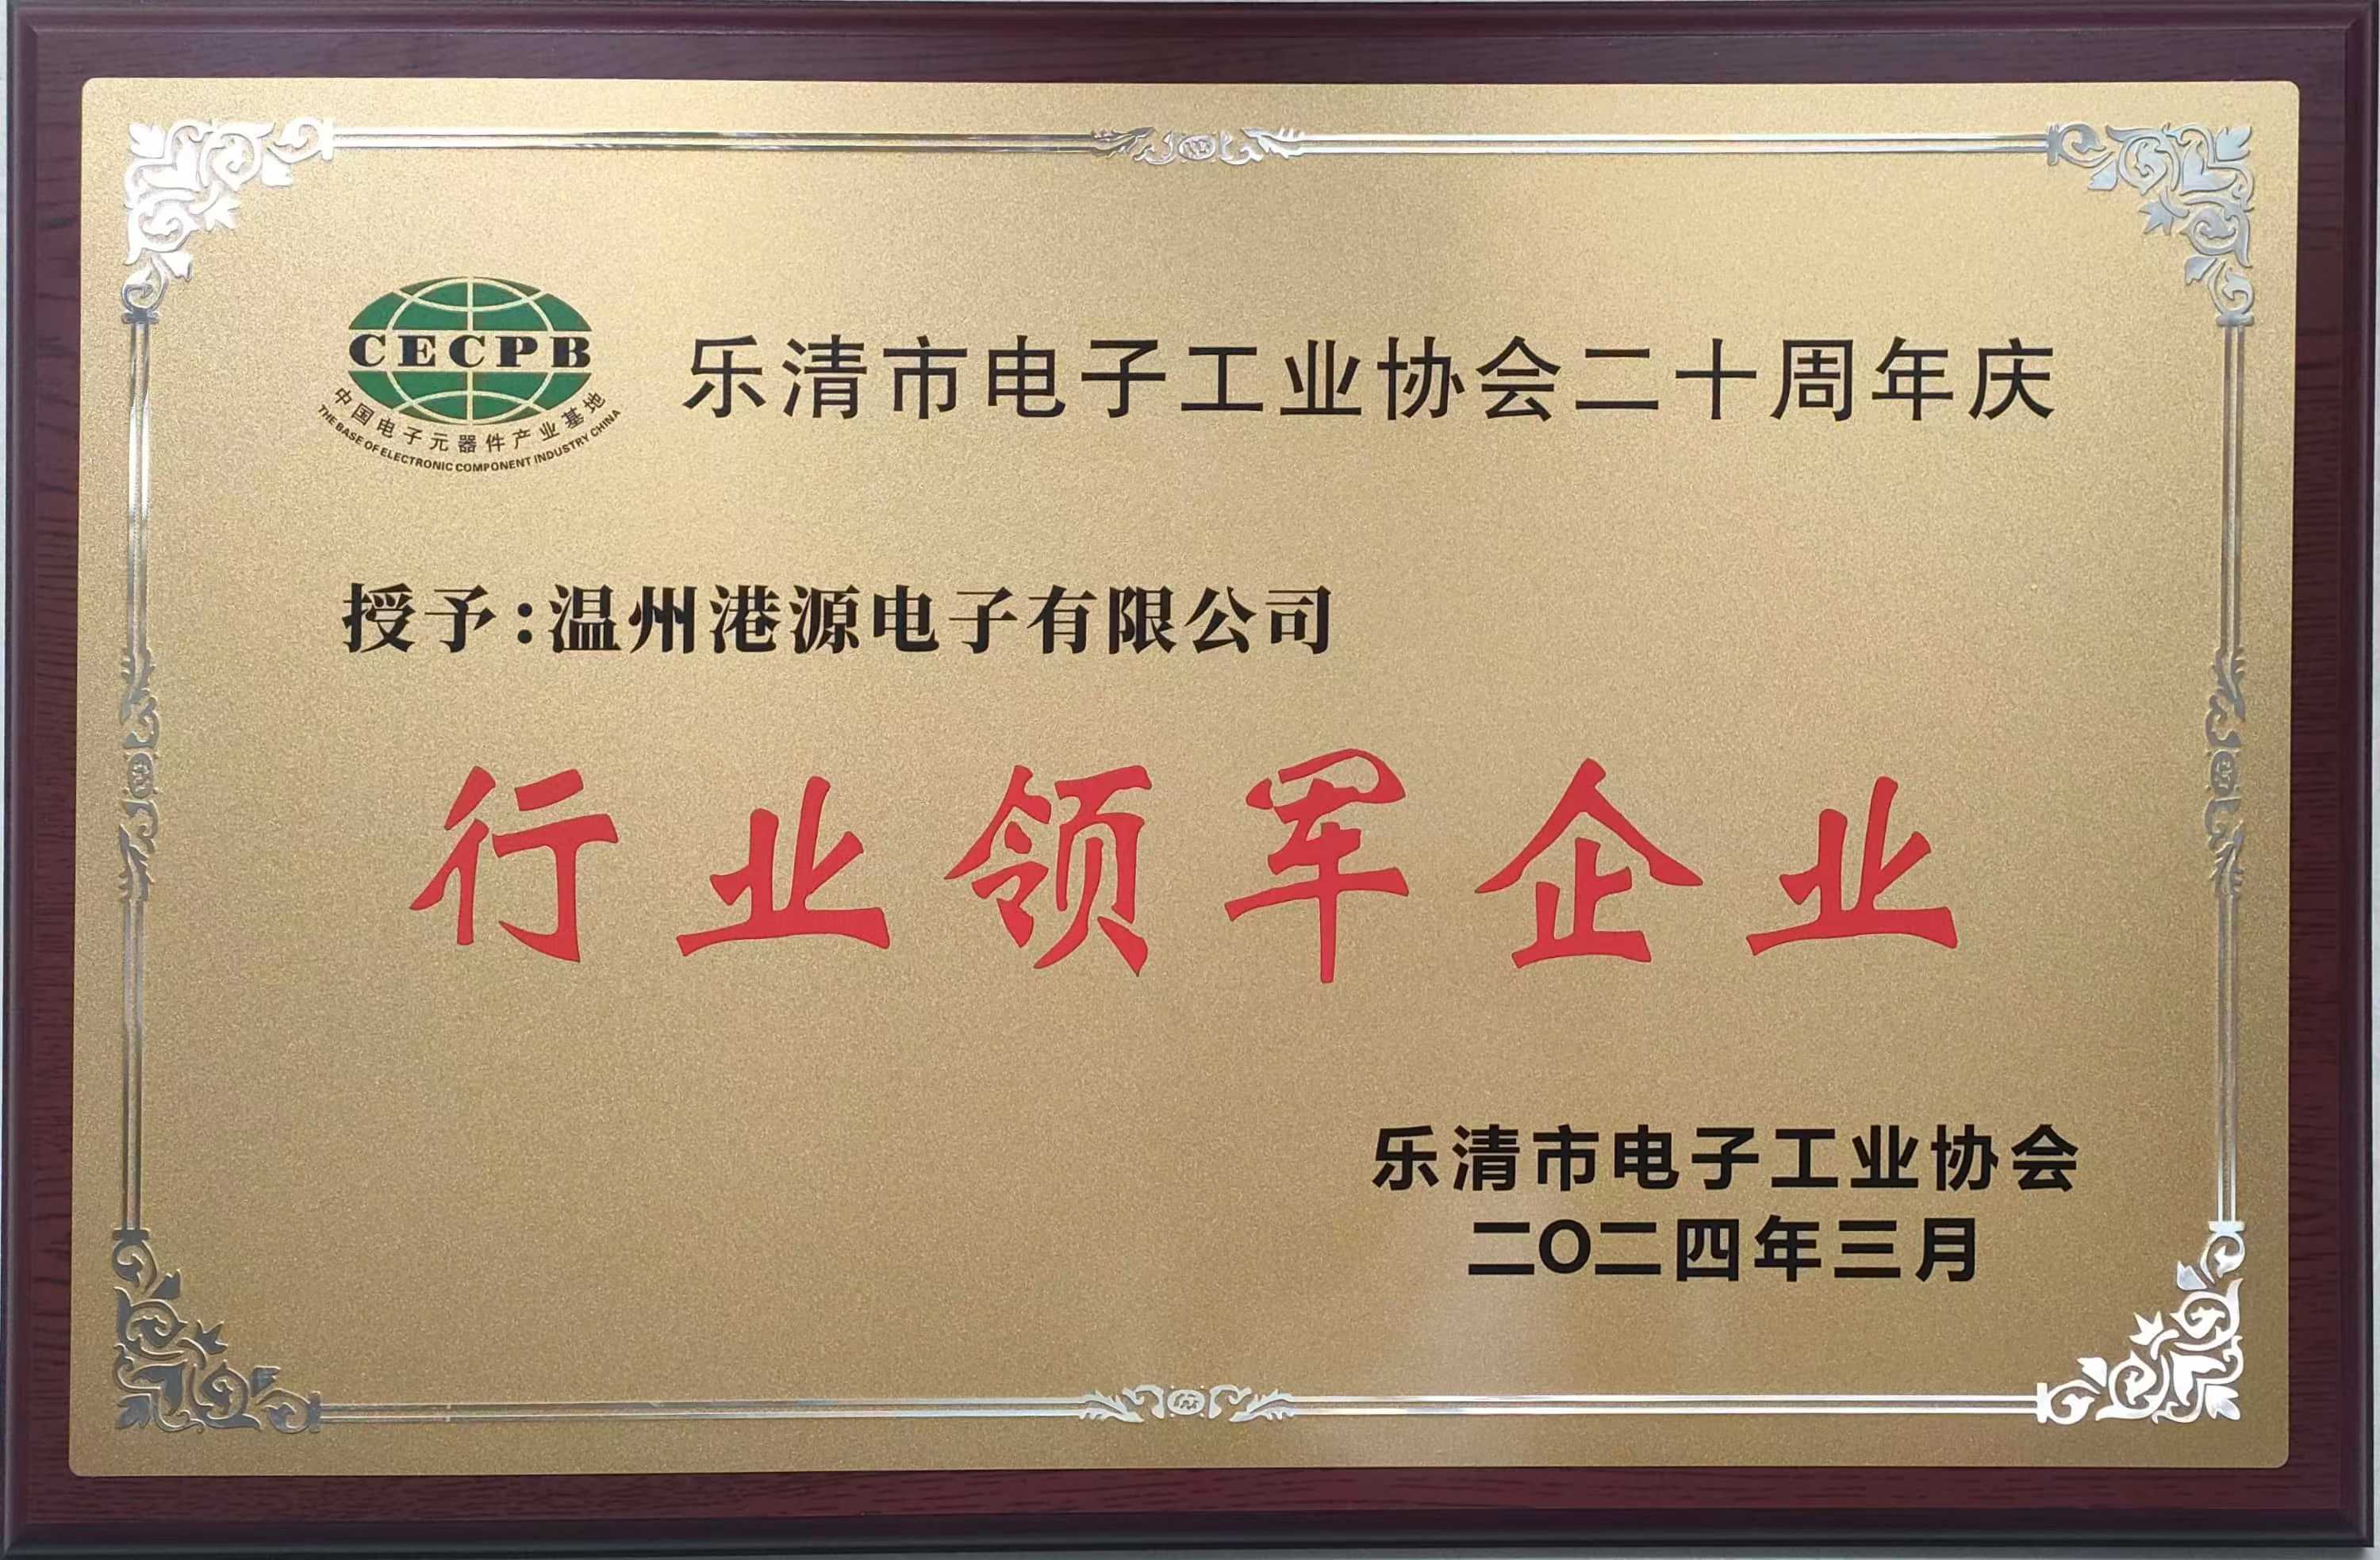 CECPB
中国电子元器件产业基地
THE BASE OF ELECTRONIC COMPONENT INDUSTRY CHINA
乐清市电子工业协会二十周年庆
授予:温州港源电子有限公司
行业领军企业
乐清市电子工业协会
二O二四年三月